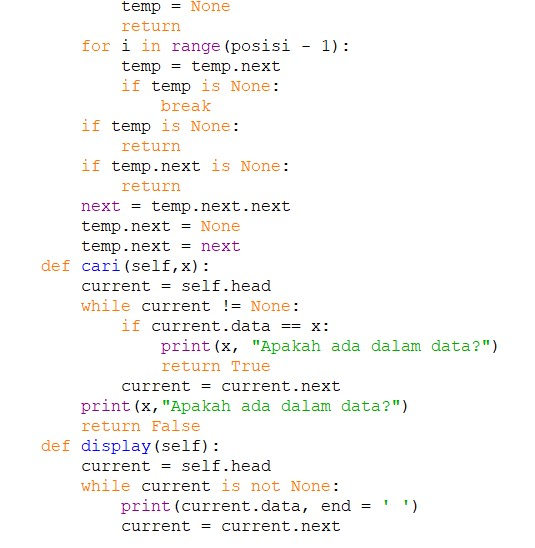 temp = None
            return
        for i in range(posisi - 1):
            temp = temp.next
            if temp is None:
                break
        if temp is None:
            return
        if temp.next is None:
            return
        next = temp.next.next
        temp.next = None
        temp.next = next
    def cari(self,x):
        current = self.head
        while current != None:
            if current.data == x:
                print(x, "Apakah ada dalam data?")
                return True
            current = current.next
        print(x,"Apakah ada dalam data?")
        return False
    def display(self):
        current = self.head
        while current is not None:
            print(current.data, end = ' ')
            current = current.next